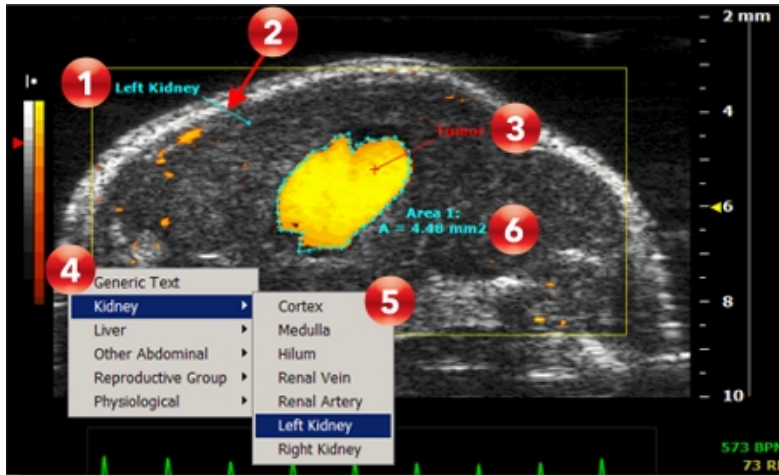 2 mm
2
1
Left Kidney
4
Tumor
3
Area 1:
A = 4.48 mm2
6
6
4
Generic Text
Kidney
Liver
Other Abdominal
Reproductive Group
Physiological
5
Cortex
Medulla
Hilum
Renal Vein
Renal Artery
Left Kidney
Right Kidney
8
10
573 BPM
73 R